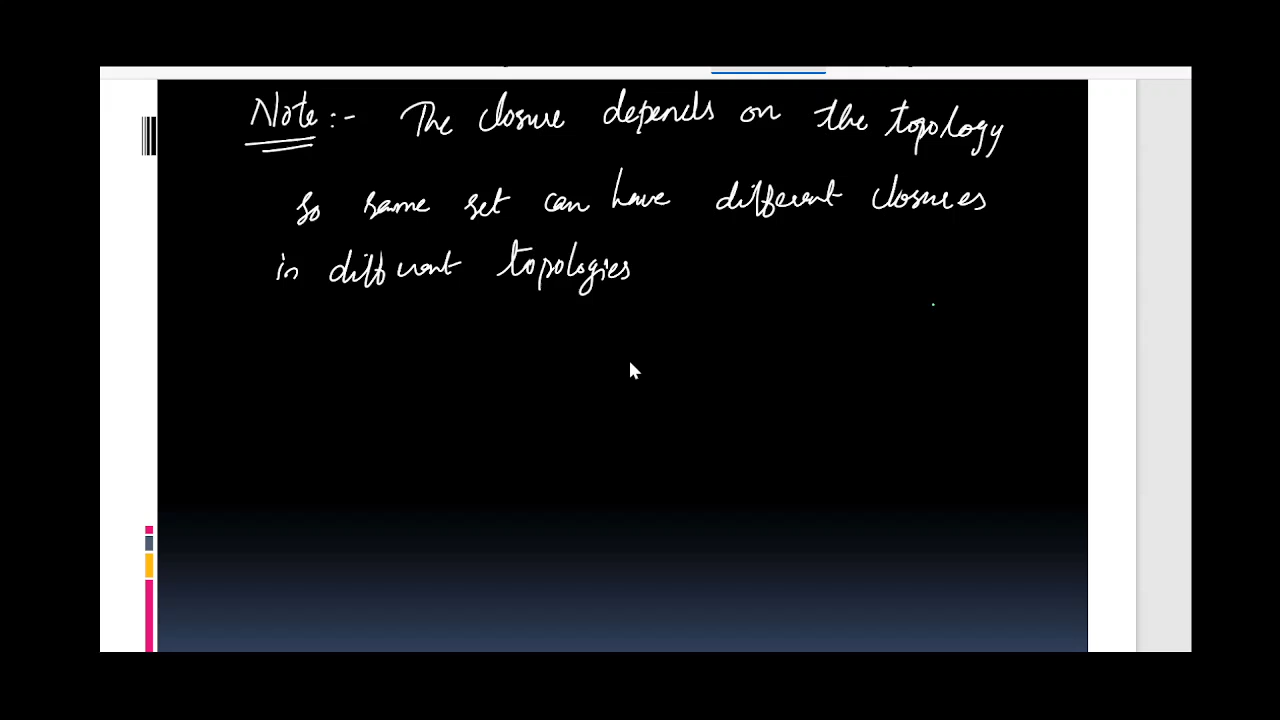 Note :- The closure depends on the topology
so same set can have different closures
in different topologies